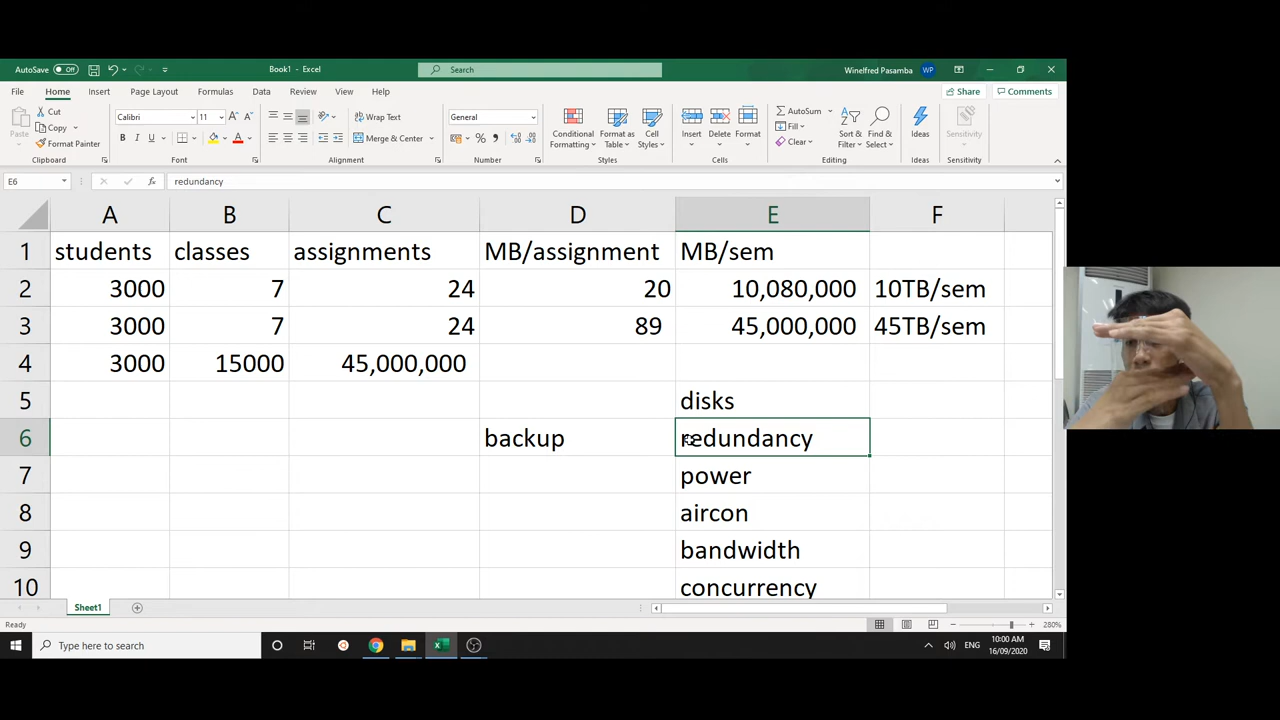 AutoSave Off
Book1 - Excel
Search
Winelfred Pasamba WP
File Home Insert Page Layout Formulas Data Review View Help
Share Comments
Paste
Cut
Copy
Format Painter
Clipboard
Calibri 11
B I U
Font
Wrap Text
Merge & Center
Alignment
General
Number
Conditional Formatting
Format as Table
Cell Styles
Styles
Insert Delete Format
Cells
AutoSum
Fill
Clear
Sort & Filter
Find & Select
Editing
Ideas
Ideas
Sensitivity
Sensitivity
E6 fx redundancy
A B C D E F
1 students classes assignments MB/assignment MB/sem
2 3000 7 24 20 10,080,000 10TB/sem
3 3000 7 24 89 45,000,000 45TB/sem
4 3000 15000 45,000,000
5 disks
6 backup redundancy
7 power
8 aircon
9 bandwidth
10 concurrency
Sheet1
Ready 280%
Type here to search
ENG
10:00 AM
16/09/2020